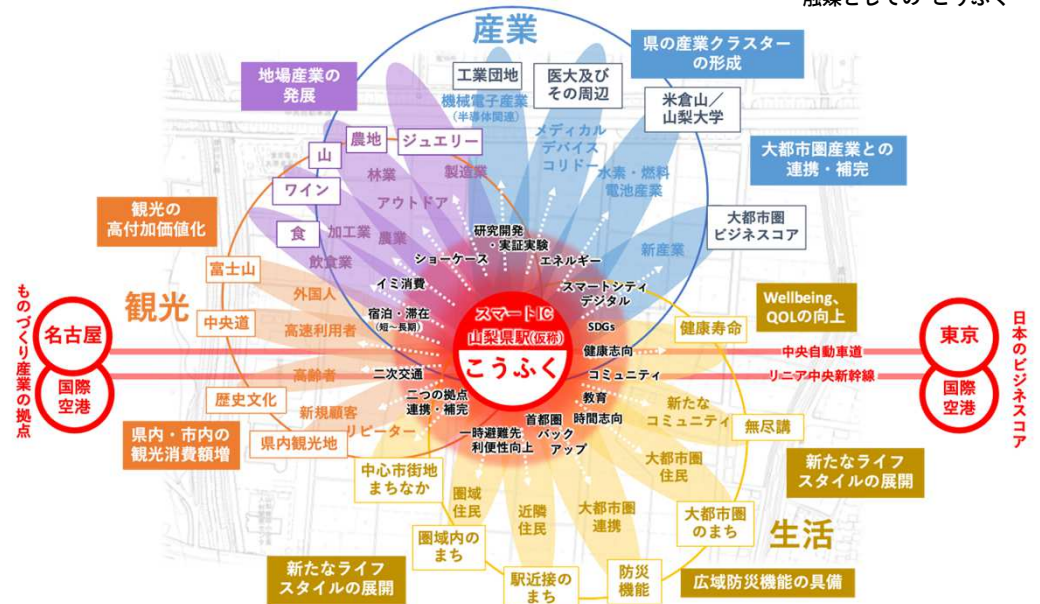 触媒としての"こうふく"
産業
県の産業クラスター
の形成
地場産業の
発展
工業団地
医大及び
その周辺
機械電子産業
(半導体関連)
米倉山／
山梨大学
農地
ジュエリー
メディカル
デバイス
コリドー
大都市圏産業との
連携・補完
山
林業
製造業
水素・燃料
電池産業
ワイン
アウトドア
観光の
高付加価値化
大都市圏
ビジネスコア
食
加工業
農業
研究開発
・実証実験
新産業
飲食業
ショーケース
エネルギー
富士山
外国人
イミ消費
スマートシティ
デジタル
観光
ものづくり産業の拠点
名古屋
国際
空港
中央道
高速利用者
宿泊・滞在
(短～長期)
スマートIC
山梨県駅(仮称)
こうふく
SDGs
健康志向
健康寿命
Wellbeing、
QOLの向上
中央自動車道
リニア中央新幹線
東京
国際
空港
日本のビジネスコア
高齢者
二次交通
コミュニティ
歴史文化
新規顧客
リピーター
二つの拠点
連携・補完
教育
時間志向
新たな
コミュニティ
無尽講
県内・市内の
観光消費額増
県内観光地
一時避難先
利便性向上
首都圏
バック
アップ
中心市街地
まちなか
大都市圏
住民
新たなライフ
スタイルの展開
圏域
住民
近隣
住民
大都市圏
連携
大都市圏
のまち
生活
圏域内の
まち
新たなライフ
スタイルの展開
駅近接の
まち
防災
機能
広域防災機能の具備